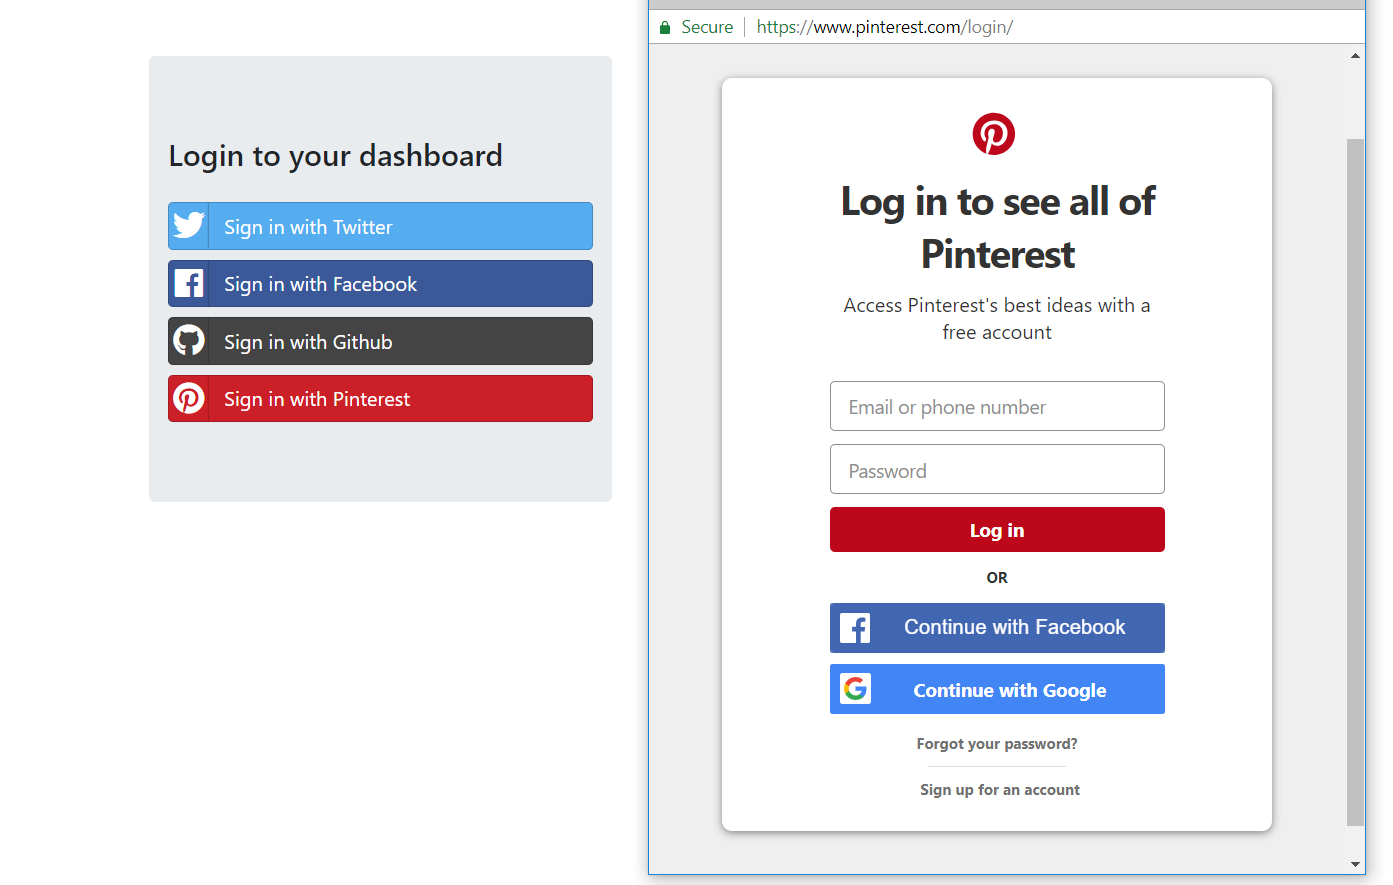 Login to your dashboard
Sign in with Twitter
Sign in with Facebook
Sign in with Github
Sign in with Pinterest
Secure https://www.pinterest.com/login/
Log in to see all of
Pinterest
Access Pinterest's best ideas with a
free account
Email or phone number
Password
Log in
OR
Continue with Facebook
Continue with Google
Forgot your password?
Sign up for an account